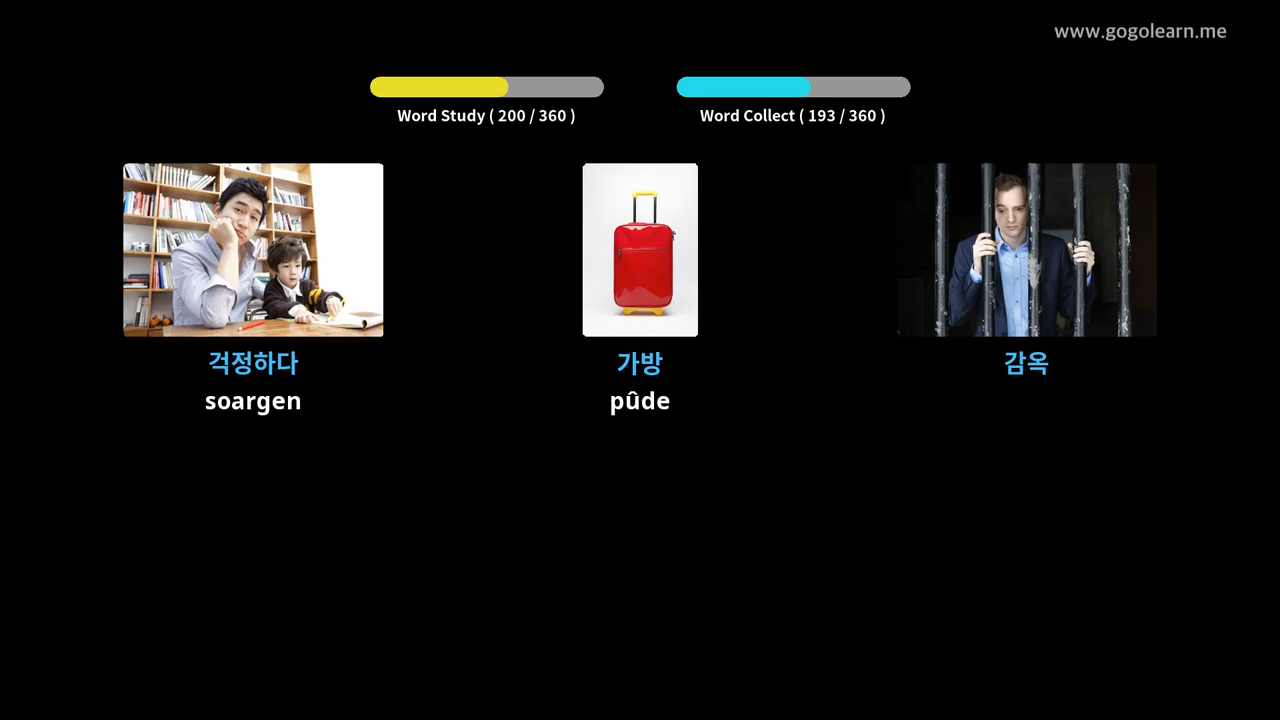 www.gogolearn.me
Word Study ( 200 / 360 )
Word Collect ( 193 / 360 )
걱정하다
soargen
가방
pûde
감옥